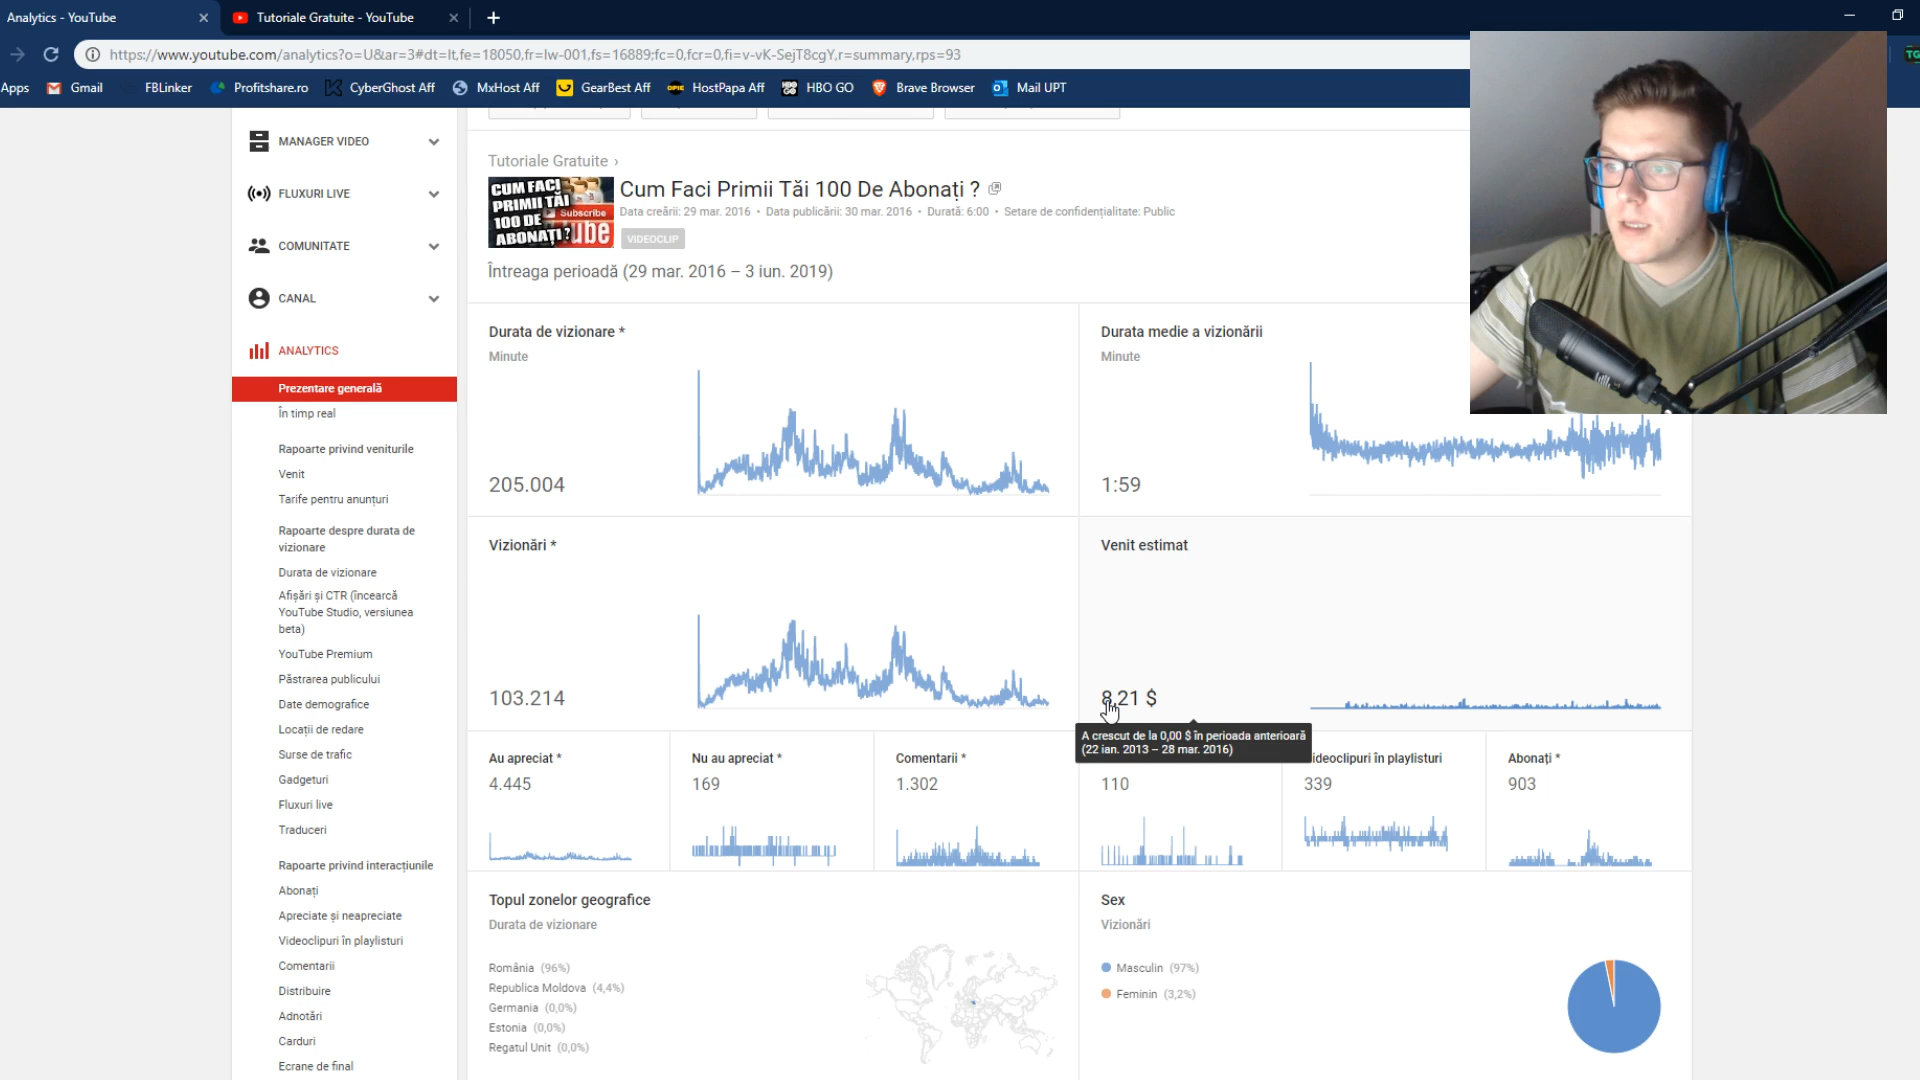 Analytics - YouTube
Tutoriale Gratuite - YouTube
https://www.youtube.com/analytics?o=U&ar=3#dt=lt,fe=18050,fr=lw-001,fs=16889;fc=0,fcr=0,fi=v-vK-SejT8cgY,r=summary,rps=93
TG
Apps
Gmail
FBLinker
Profitshare.ro
CyberGhost Aff
MxHost Aff
GearBest Aff
HostPapa Aff
HBO GO
Brave Browser
Mail UPT
MANAGER VIDEO
FLUXURI LIVE
COMUNITATE
CANAL
ANALYTICS
Prezentare generală
În timp real
Rapoarte privind veniturile
Venit
Tarife pentru anunțuri
Rapoarte despre durata de
vizionare
Durata de vizionare
Afișări și CTR (încearcă
YouTube Studio, versiunea
beta)
YouTube Premium
Păstrarea publicului
Date demografice
Locații de redare
Surse de trafic
Gadgeturi
Fluxuri live
Traduceri
Rapoarte privind interacțiunile
Abonați
Apreciate și neapreciate
Videoclipuri în playlisturi
Comentarii
Distribuire
Adnotări
Carduri
Ecrane de final
Tutoriale Gratuite ›
CUM FACI
PRIMII TĂI
100 DE
ABONAȚI ?
Subscribe
ube
Cum Faci Primii Tăi 100 De Abonați ?
Data creării: 29 mar. 2016 • Data publicării: 30 mar. 2016 • Durată: 6:00 • Setare de confidențialitate: Public
VIDEOCLIP
Întreaga perioadă (29 mar. 2016 – 3 iun. 2019)
Durata de vizionare *
Minute
205.004
Durata medie a vizionării
Minute
1:59
Vizionări *
103.214
Venit estimat
8,21 $
A crescut de la 0,00 $ în perioada anterioară
(22 ian. 2013 – 28 mar. 2016)
Au apreciat *
4.445
Nu au apreciat *
169
Comentarii *
1.302
110
ideoclipuri în playlisturi
339
Abonați *
903
Topul zonelor geografice
Durata de vizionare
România (96%)
Republica Moldova (4,4%)
Germania (0,0%)
Estonia (0,0%)
Regatul Unit (0,0%)
Sex
Vizionări
Masculin (97%)
Feminin (3,2%)